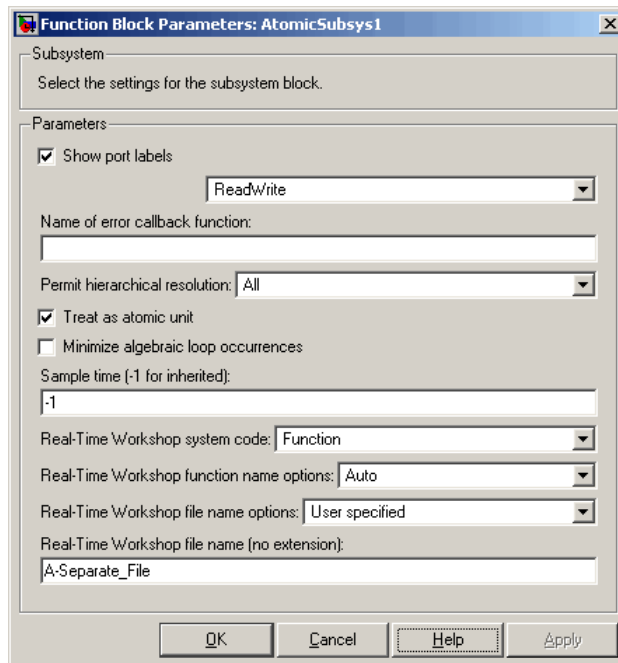 Function Block Parameters: AtomicSubsys1
Subsystem
Select the settings for the subsystem block.
Parameters
Show port labels
ReadWrite
Name of error callback function:
Permit hierarchical resolution: All
Treat as atomic unit
Minimize algebraic loop occurrences
Sample time (-1 for inherited):
-1
Real-Time Workshop system code: Function
Real-Time Workshop function name options: Auto
Real-Time Workshop file name options: User specified
Real-Time Workshop file name (no extension):
A-Separate_File
OK Cancel Help Apply